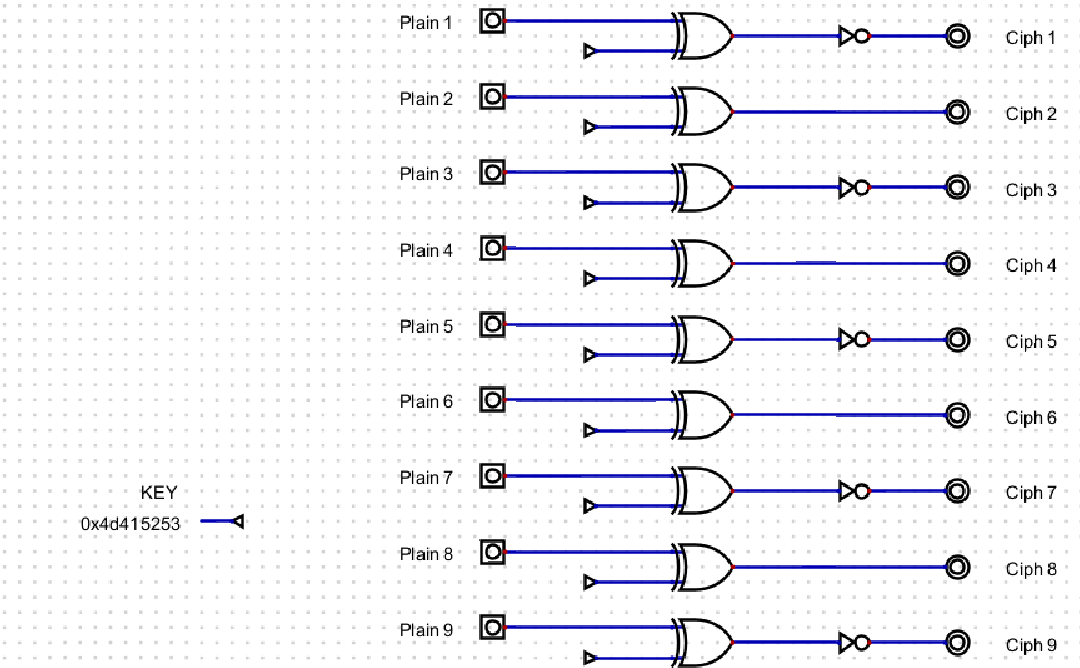 Plain 1
Ciph 1
Plain 2
Ciph 2
Plain 3
Ciph 3
Plain 4
Ciph 4
Plain 5
Ciph 5
Plain 6
Ciph 6
Plain 7
Ciph 7
KEY
0x4d415253
Plain 8
Ciph 8
Plain 9
Ciph 9